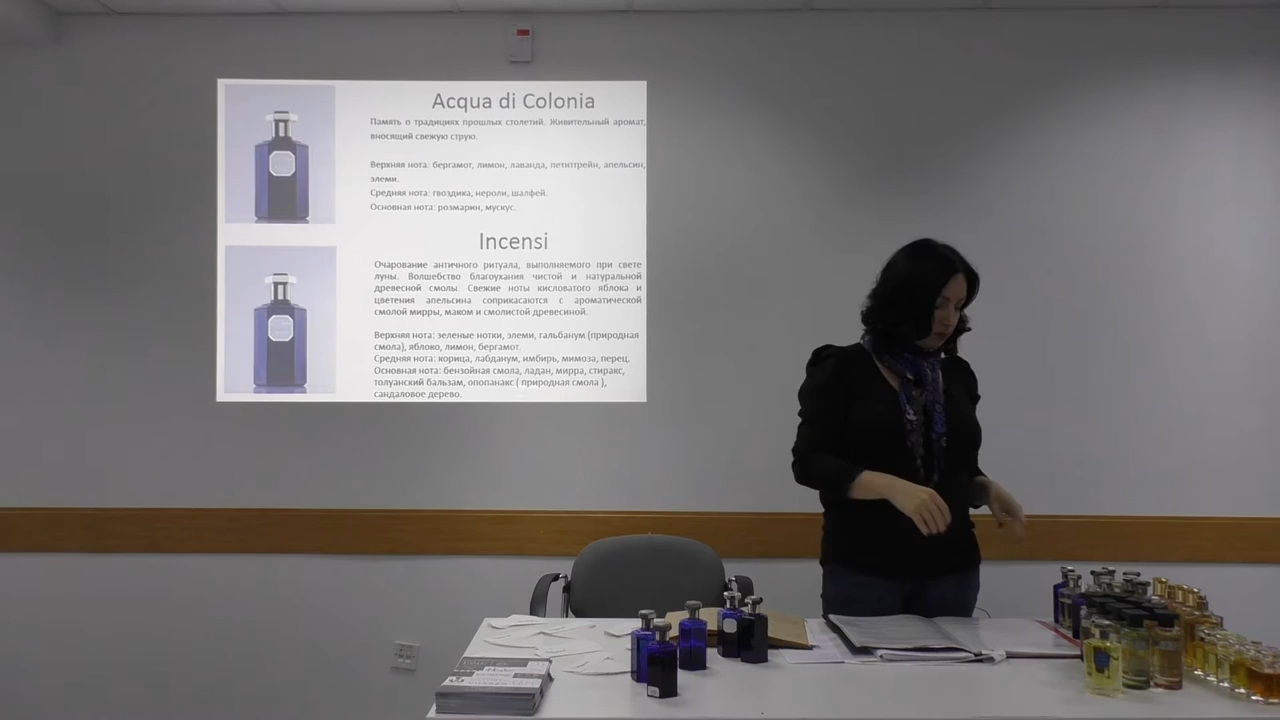 Acqua di Colonia
Память о традициях прошлых столетий. Живительный аромат,
вносящий свежую струю.
Верхняя нота: бергамот, лимон, лаванда, петитгрейн, апельсин,
элеми.
Средняя нота: гвоздика, нероли, шалфей.
Основная нота: розмарин, мускус.
Incensi
Очарование античного ритуала, выполняемого при свете
луны. Волшебство благоухания чистой и натуральной
древесной смолы. Свежие ноты кисловатого яблока и
цветения апельсина соприкасаются с ароматической
смолой мирры, маком и смолистой древесиной.
Верхняя нота: зеленые нотки, элеми, гальбанум (природная
смола), яблоко, лимон, бергамот.
Средняя нота: корица, лабданум, имбирь, мимоза, перец.
Основная нота: бензойная смола, ладан, мирра, стиракс,
толуанский бальзам, опопанакс ( природная смола ),
сандаловое дерево.